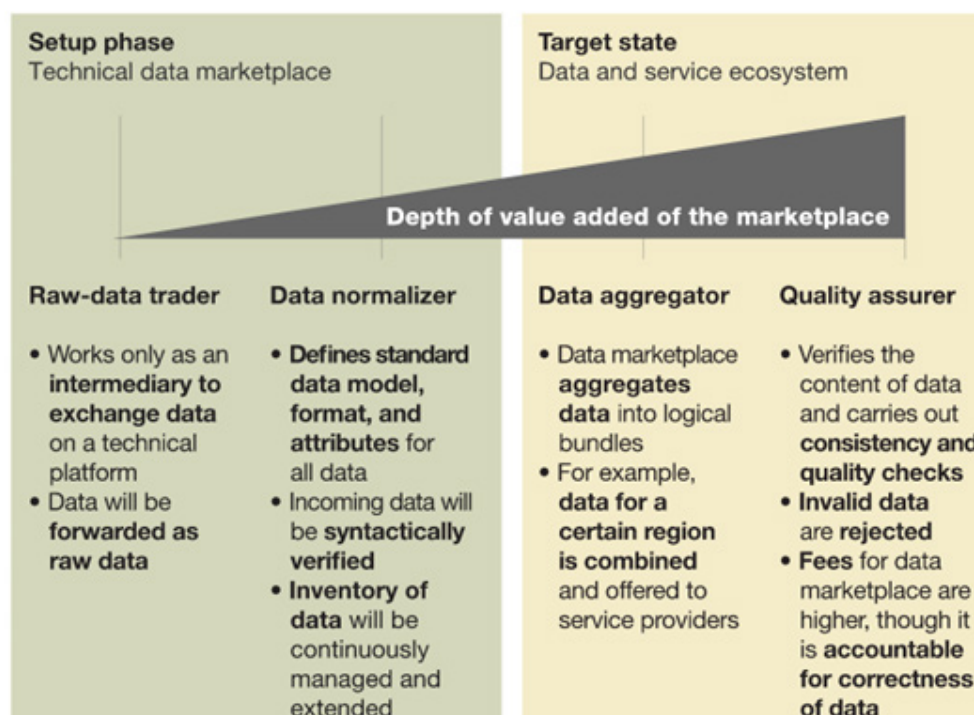 Setup phase
Technical data marketplace
Target state
Data and service ecosystem
Depth of value added of the marketplace
Raw-data trader
• Works only as an
intermediary to
exchange data
on a technical
platform
• Data will be
forwarded as
raw data
Data normalizer
• Defines standard
data model,
format, and
attributes for
all data
• Incoming data will
be syntactically
verified
• Inventory of
data will be
continuously
managed and
extended
Data aggregator
• Data marketplace
aggregates
data into logical
bundles
• For example,
data for a
certain region
is combined
and offered to
service providers
Quality assurer
• Verifies the
content of data
and carries out
consistency and
quality checks
• Invalid data
are rejected
• Fees for data
marketplace are
higher, though it
is accountable
for correctness
of data